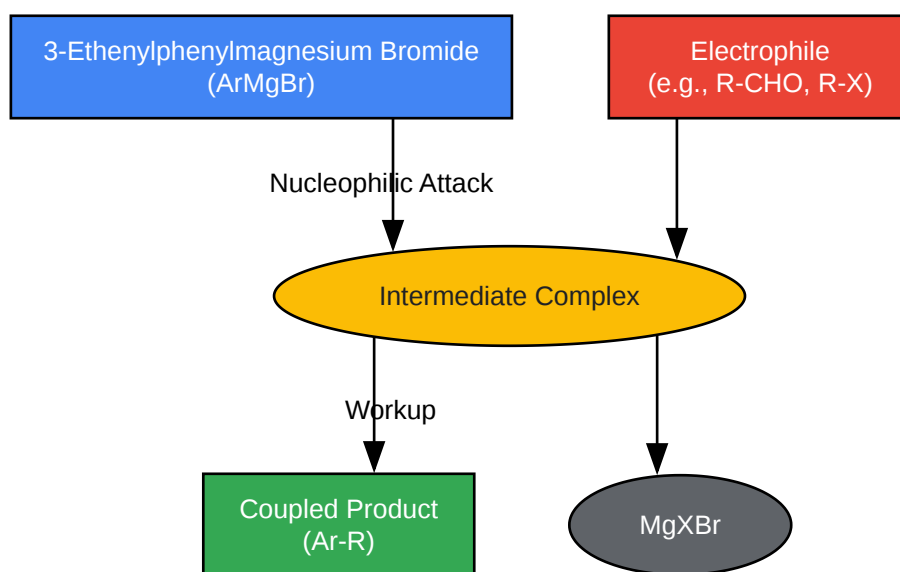 3-Ethenylphenylmagnesium Bromide
(ArMgBr)
Electrophile
(e.g., R-CHO, R-X)
Nucleophilic Attack
Intermediate Complex
Workup
Coupled Product
(Ar-R)
MgXBr